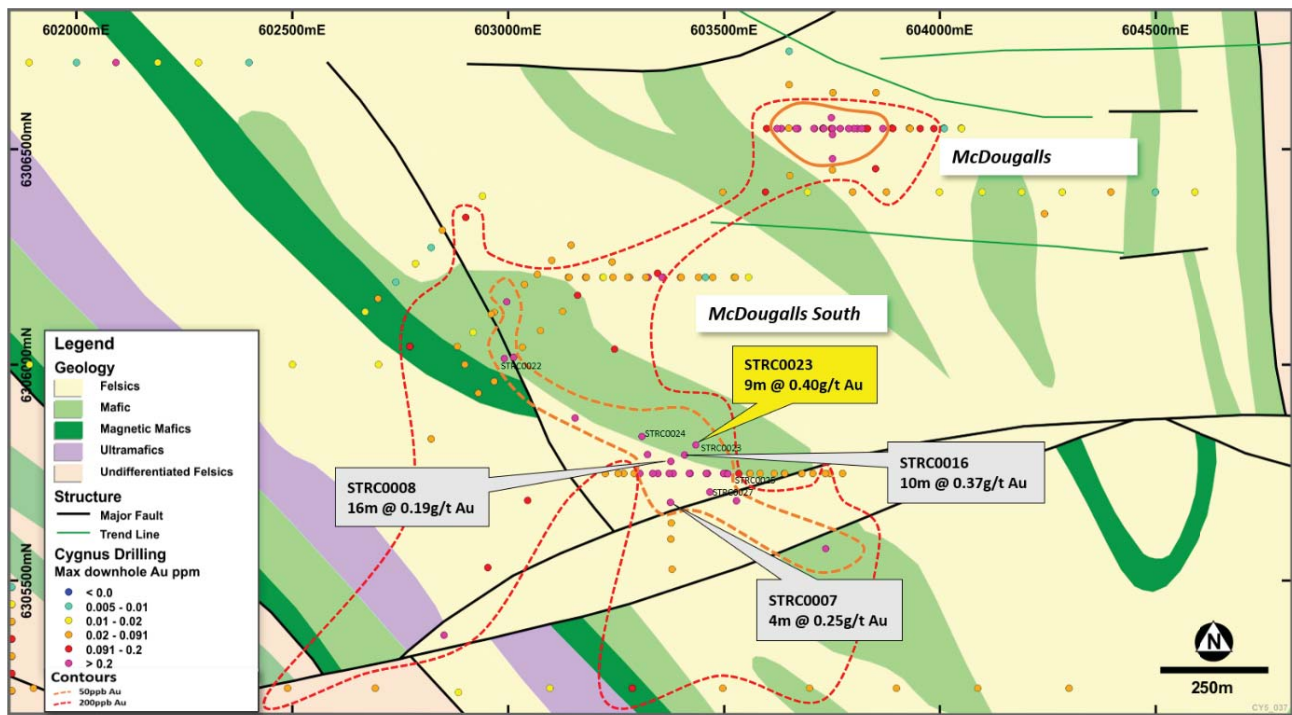 602000mE 602500mE 603000mE 603500mE 604000mE 604500mE
6306500mN
McDougalls
6306000mN
McDougalls South
STRC0022
STRC0023
9m @ 0.40g/t Au
STRC0024
STRC0023
STRC0008
16m @ 0.19g/t Au
STRC0016
10m @ 0.37g/t Au
STRC0025
STRC0027
STRC0007
4m @ 0.25g/t Au
6305500mN
Legend
Geology
Felsics
Mafic
Magnetic Mafics
Ultramafics
Undifferentiated Felsics
Structure
Major Fault
Trend Line
Cygnus Drilling
Max downhole Au ppm
< 0.0
0.005 - 0.01
0.01 - 0.02
0.02 - 0.091
0.091 - 0.2
> 0.2
Contours
50ppb Au
200ppb Au
N
250m
CY5_037